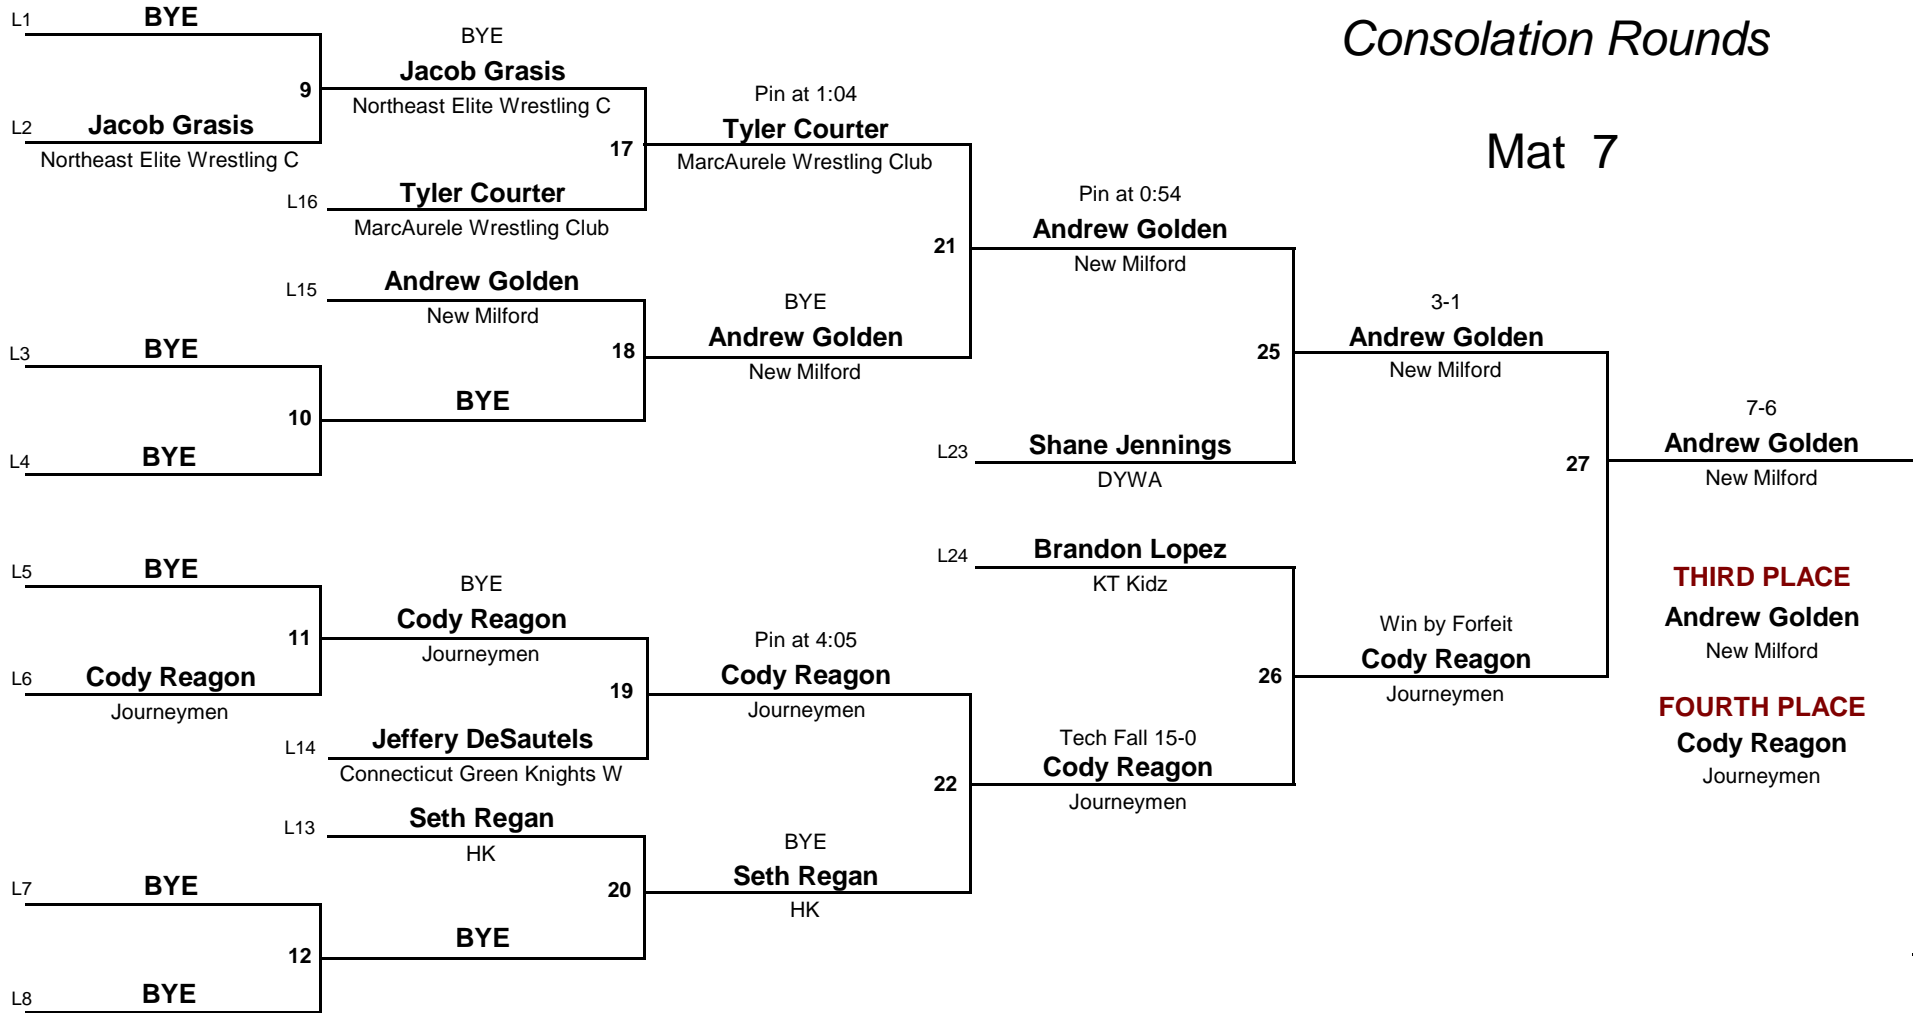 Consolation Rounds
Mat 7
L1 BYE
9
L2 Jacob Grasis
Northeast Elite Wrestling C
BYE
Jacob Grasis
Northeast Elite Wrestling C
17
L16 Tyler Courter
MarcAurele Wrestling Club
Pin at 1:04
Tyler Courter
MarcAurele Wrestling Club
21
L15 Andrew Golden
New Milford
18
L3 BYE
10
L4 BYE
BYE
BYE
Andrew Golden
New Milford
Pin at 0:54
Andrew Golden
New Milford
25
L23 Shane Jennings
DYWA
3-1
Andrew Golden
New Milford
27
7-6
Andrew Golden
New Milford
L5 BYE
11
L6 Cody Reagon
Journeymen
BYE
Cody Reagon
Journeymen
19
L14 Jeffery DeSautels
Connecticut Green Knights W
Pin at 4:05
Cody Reagon
Journeymen
22
L13 Seth Regan
HK
20
L7 BYE
12
L8 BYE
BYE
BYE
Seth Regan
HK
L24 Brandon Lopez
KT Kidz
26
Tech Fall 15-0
Cody Reagon
Journeymen
Win by Forfeit
Cody Reagon
Journeymen
THIRD PLACE
Andrew Golden
New Milford
FOURTH PLACE
Cody Reagon
Journeymen